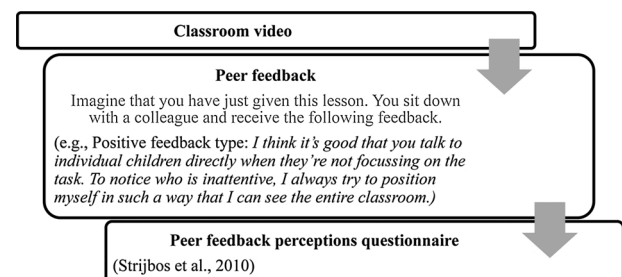 Classroom video
Peer feedback
Imagine that you have just given this lesson. You sit down
with a colleague and receive the following feedback.
(e.g., Positive feedback type: I think it's good that you talk to
individual children directly when they're not focussing on the
task. To notice who is inattentive, I always try to position
myself in such a way that I can see the entire classroom.)
Peer feedback perceptions questionnaire
(Strijbos et al., 2010)